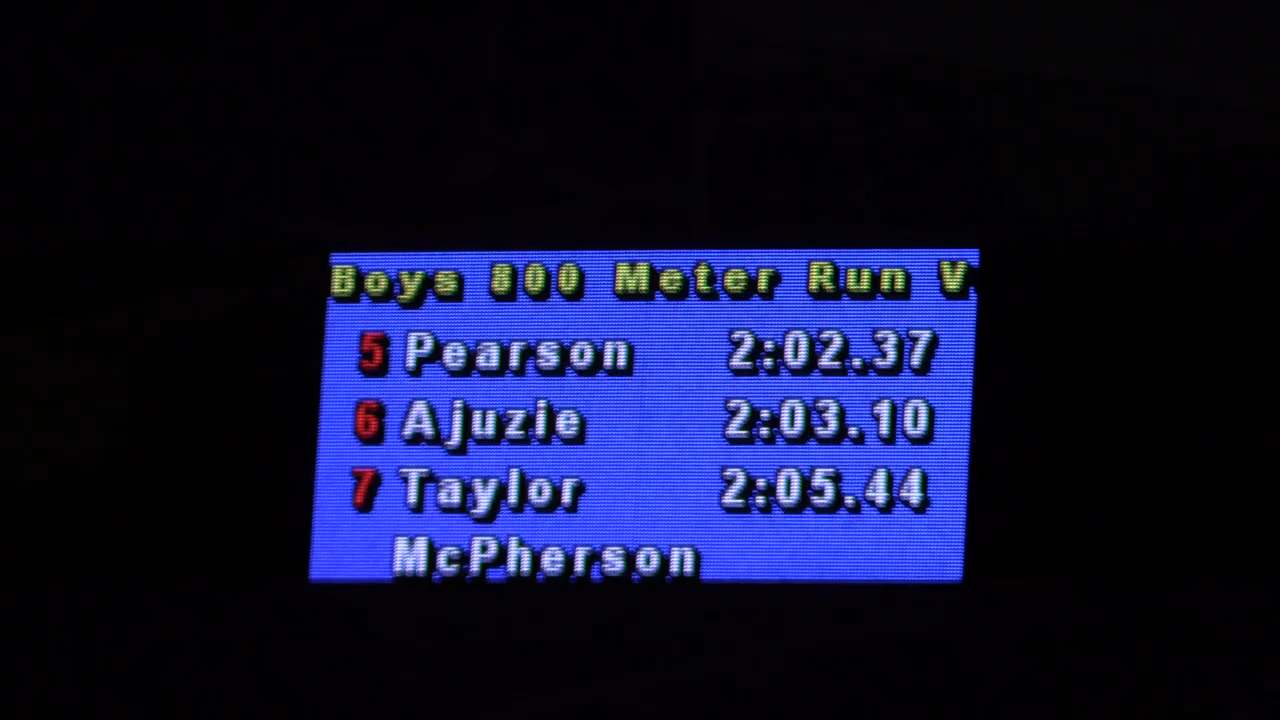 Boys 800 Meter Run V
5 Pearson 2:02.37
6 Ajuzie 2:03.10
7 Taylor 2:05.44
McPherson